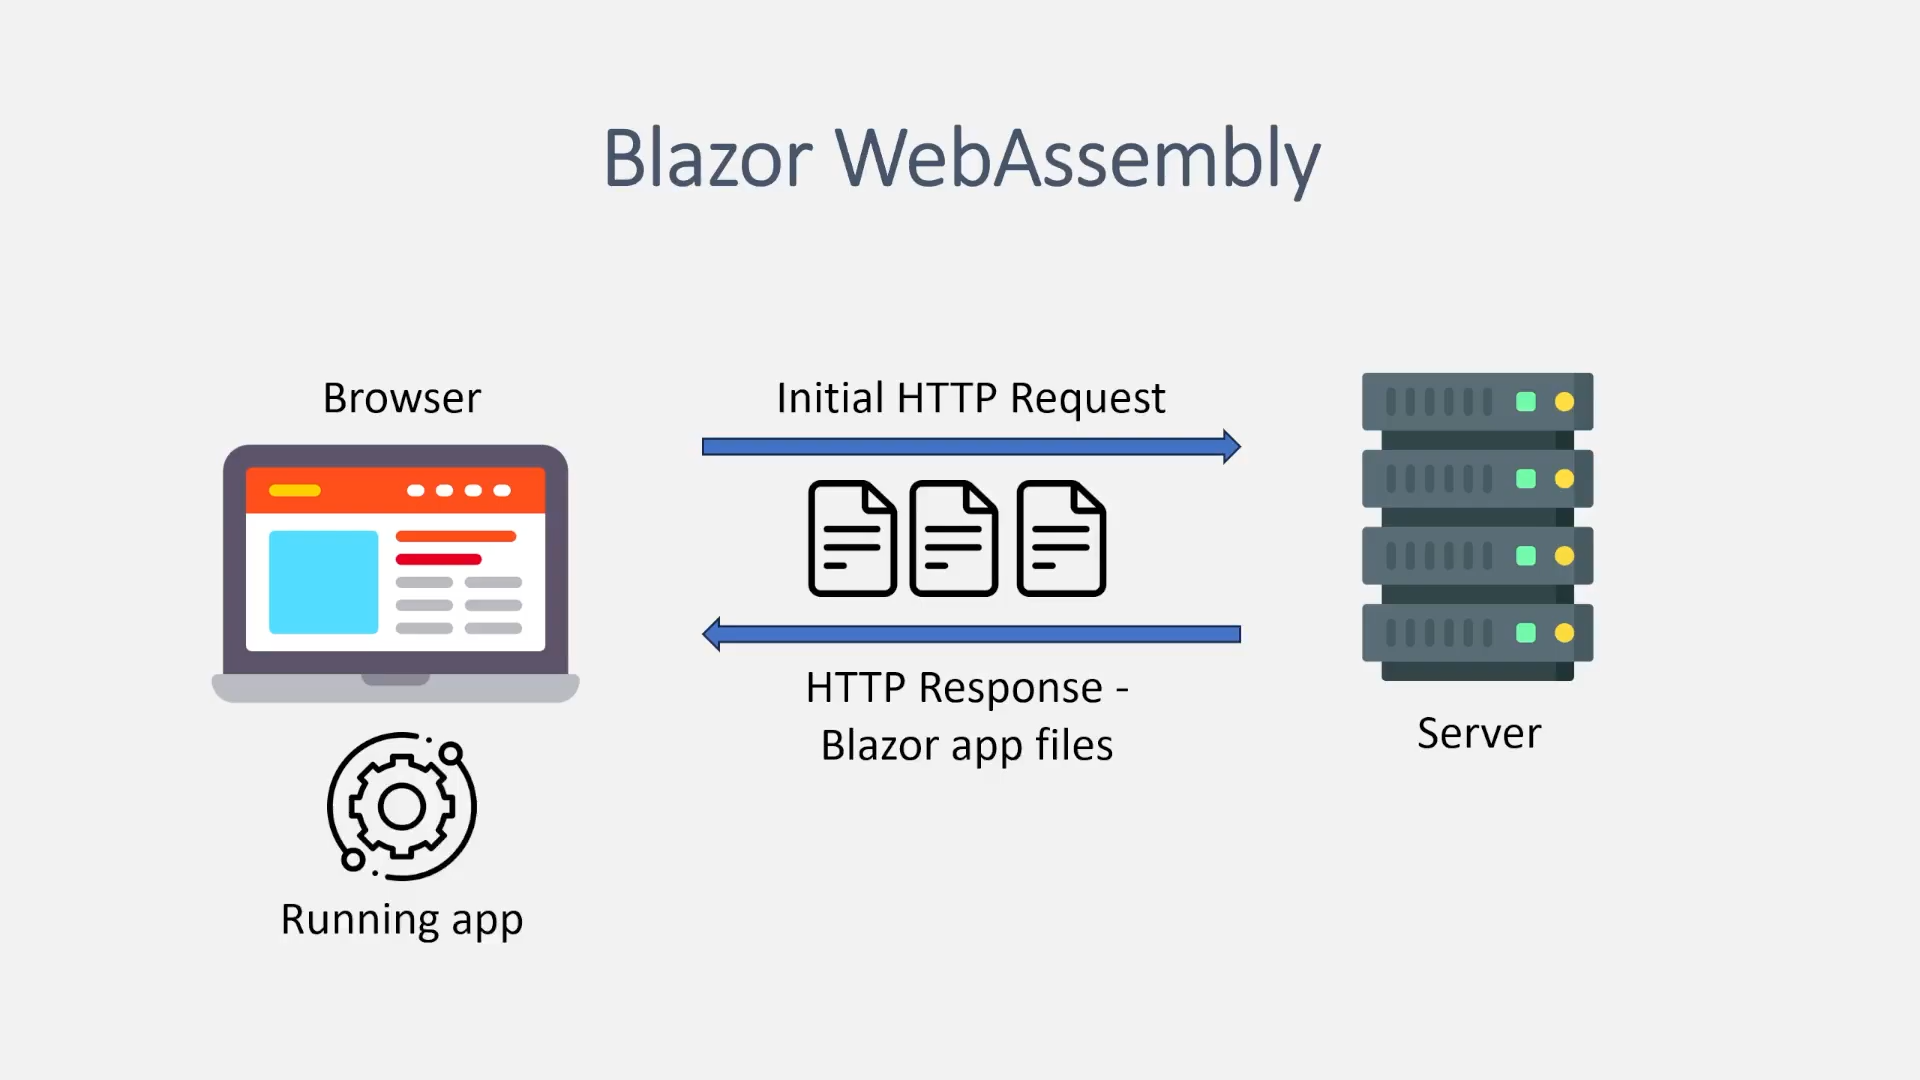 Blazor WebAssembly
Browser
Initial HTTP Request
HTTP Response -
Blazor app files
Server
Running app